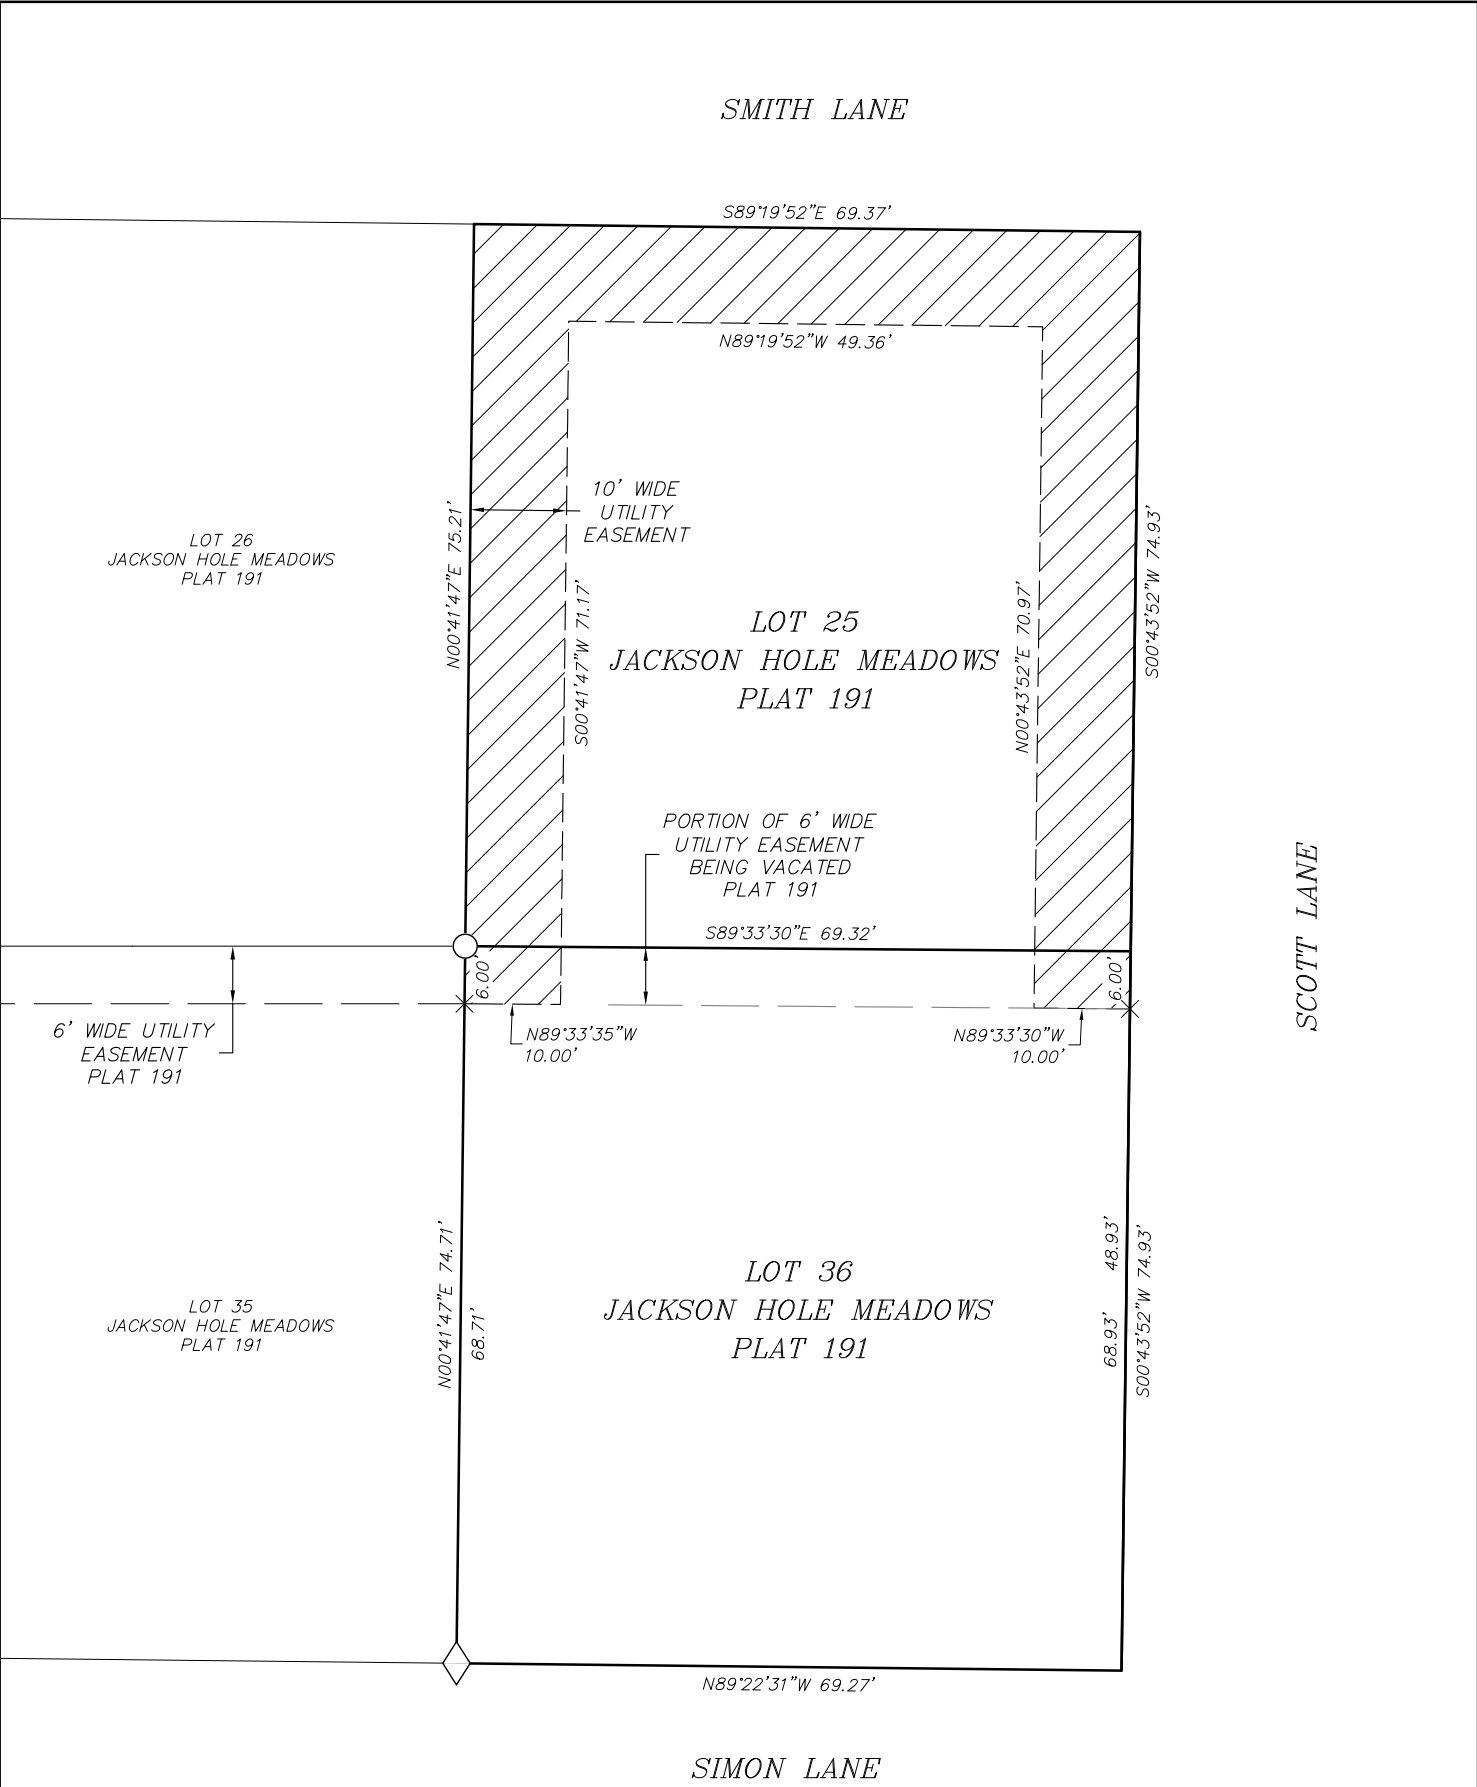 SMITH LANE
S89°19'52"E 69.37'
N89°19'52"W 49.36'
10' WIDE
UTILITY
EASEMENT
N00°41'47"E 75.21'
LOT 26
JACKSON HOLE MEADOWS
PLAT 191
S00°41'47"W 71.17'
LOT 25
JACKSON HOLE MEADOWS
PLAT 191
N00°43'52"E 70.97'
S00°43'52"W 74.93'
PORTION OF 6' WIDE
UTILITY EASEMENT
BEING VACATED
PLAT 191
SCOTT LANE
S89°33'30"E 69.32'
6.00'
6.00'
6' WIDE UTILITY
EASEMENT
PLAT 191
N89°33'35"W
10.00'
N89°33'30"W
10.00'
N00°41'47"E 74.71'
68.71'
LOT 35
JACKSON HOLE MEADOWS
PLAT 191
LOT 36
JACKSON HOLE MEADOWS
PLAT 191
68.93'
48.93'
S00°43'52"W 74.93'
N89°22'31"W 69.27'
SIMON LANE